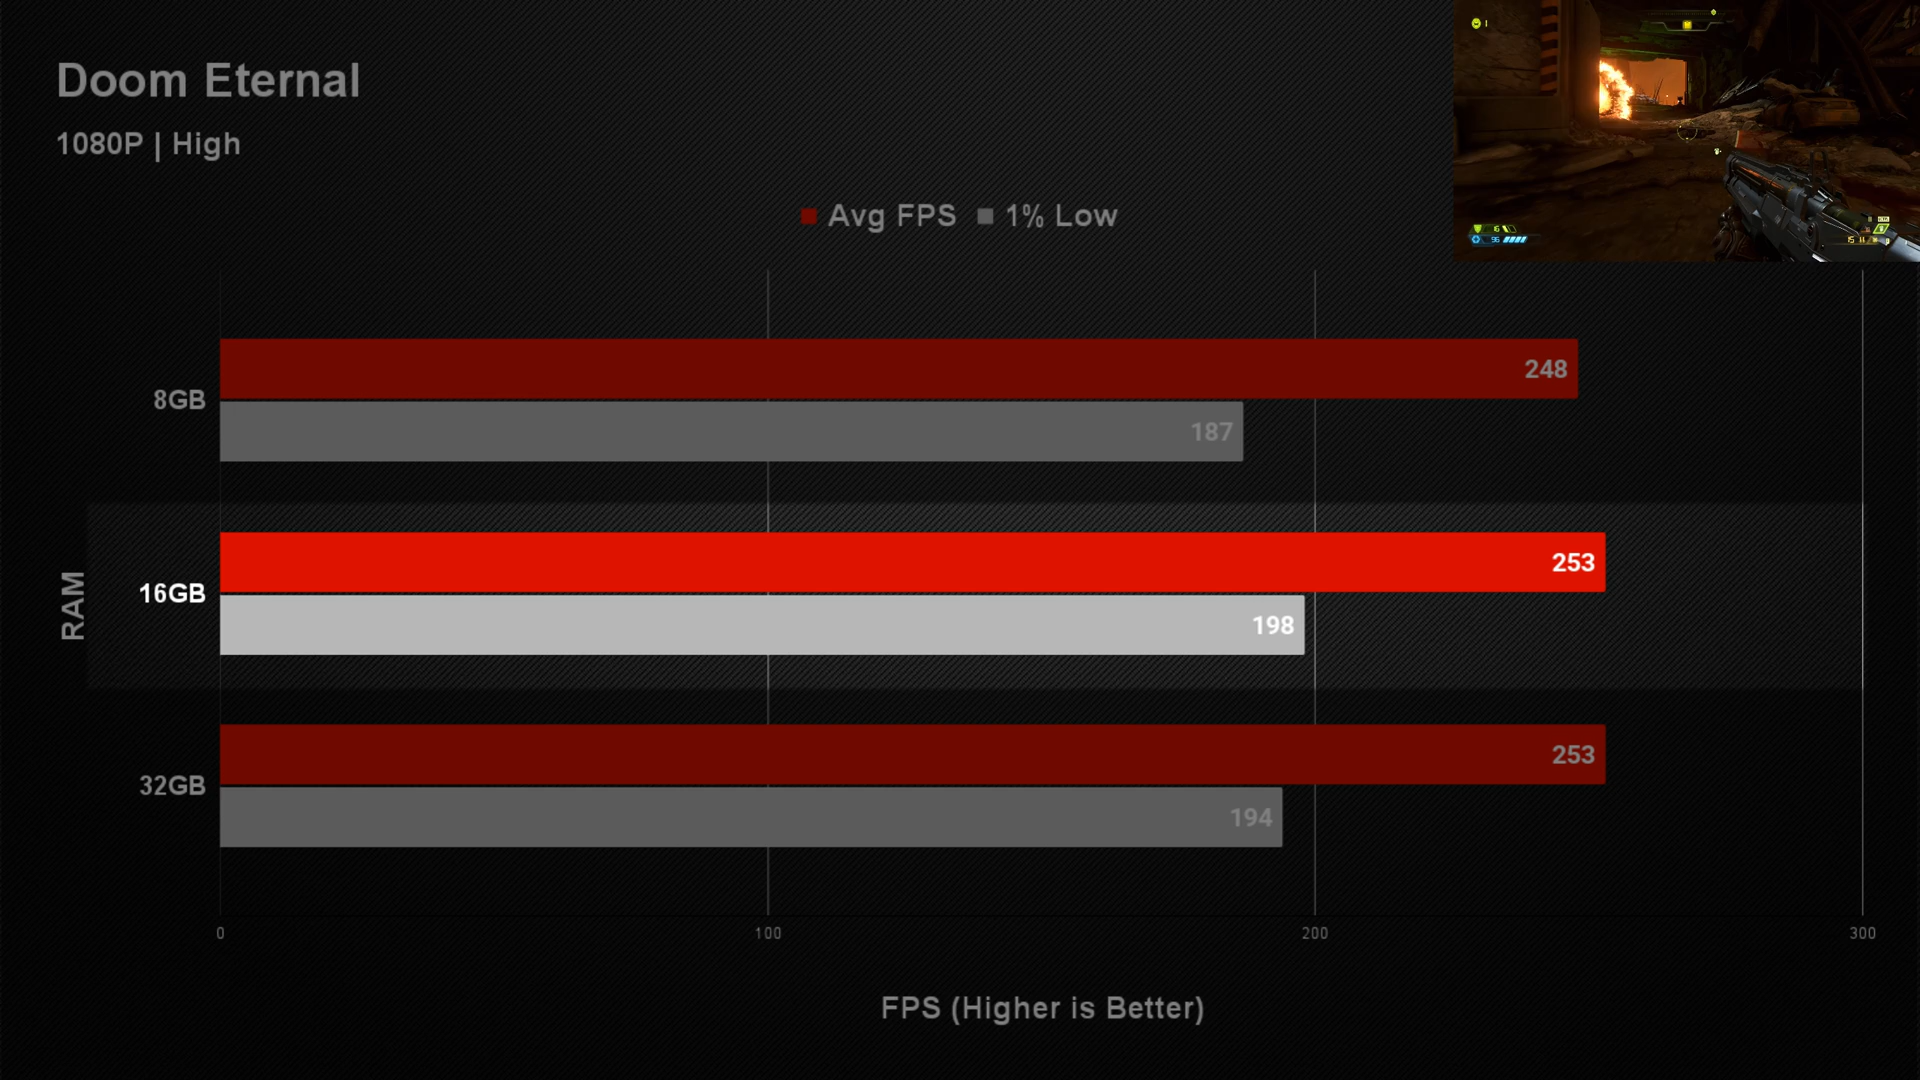 Doom Eternal
1080P | High
Avg FPS 1% Low
248
8GB
187
253
RAM
16GB
198
253
32GB
194
0 100 200 300
FPS (Higher is Better)